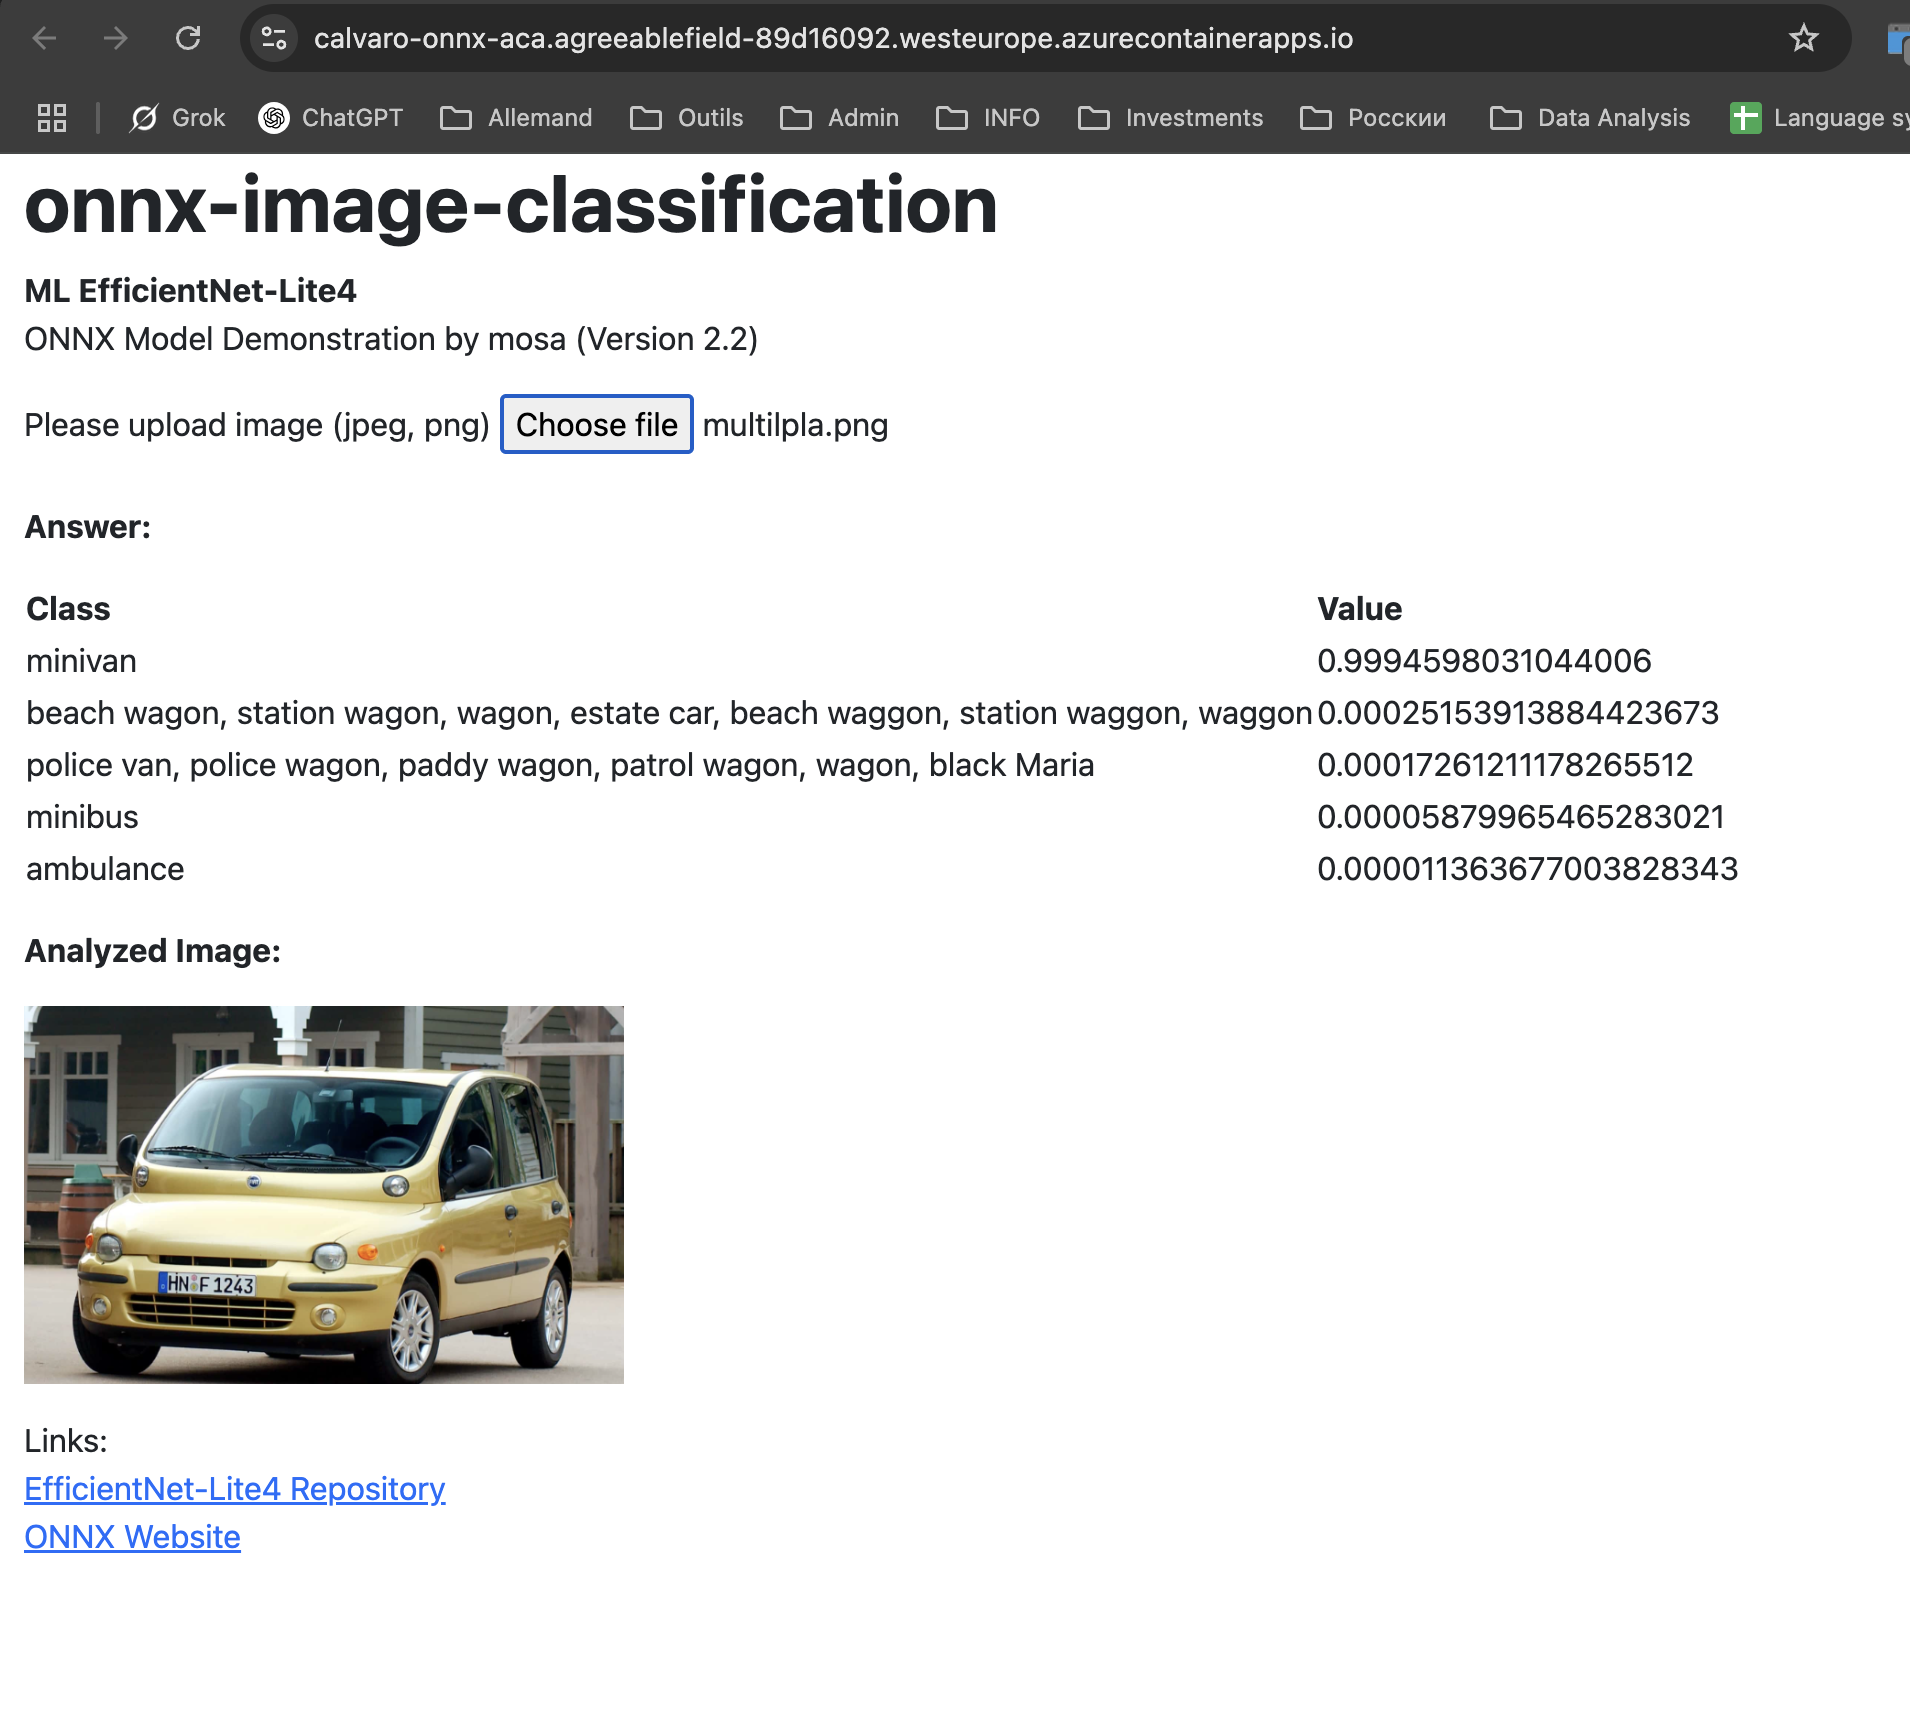 calvaro-onnx-aca.agreeablefield-89d16092.westeurope.azurecontainerapps.io
Grok ChatGPT Allemand Outils Admin INFO Investments Росскии Data Analysis Language sy
onnx-image-classification
ML EfficientNet-Lite4
ONNX Model Demonstration by mosa (Version 2.2)
Please upload image (jpeg, png) Choose file multilpla.png
Answer:
Class Value
minivan 0.9994598031044006
beach wagon, station wagon, wagon, estate car, beach waggon, station waggon, waggon 0.00025153913884423673
police van, police wagon, paddy wagon, patrol wagon, wagon, black Maria 0.00017261211178265512
minibus 0.00005879965465283021
ambulance 0.000011363677003828343
Analyzed Image:
HN F 1243
Links:
EfficientNet-Lite4 Repository
ONNX Website